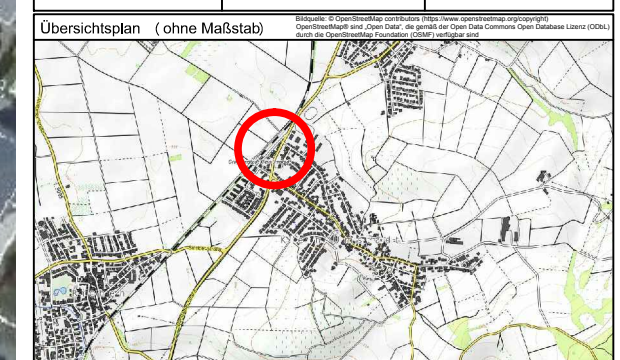 Übersichtsplan   ( ohne Maßstab)
Bildquelle: © OpenStreetMap contributors (https://www.openstreetmap.org/copyright)
OpenStreetMap® sind „Open Data“, die gemäß der Open Data Commons Open Database Lizenz (ODbL)
durch die OpenStreetMap Foundation (OSMF) verfügbar sind